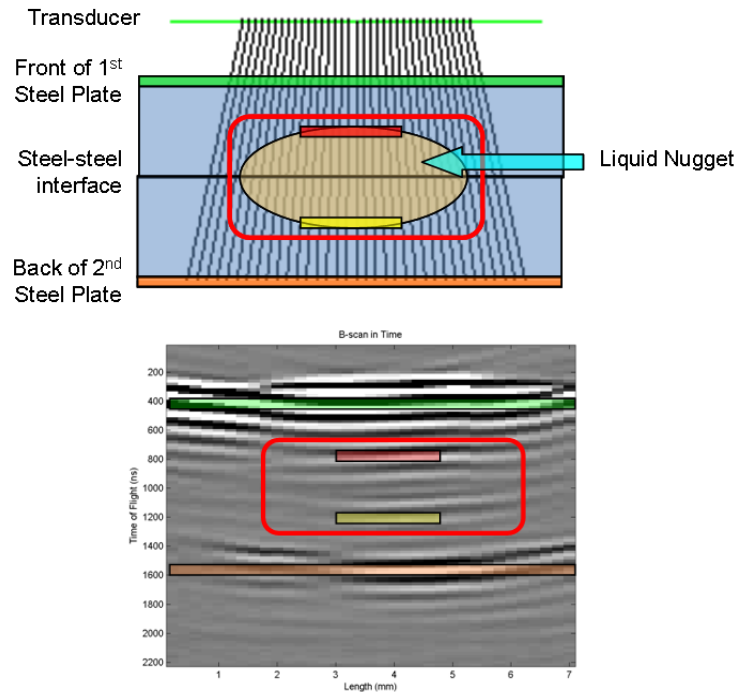 Transducer
Front of 1st
Steel Plate
Steel-steel
interface
Liquid Nugget
Back of 2nd
Steel Plate
B-scan in Time
Time of Flight (ns)
200
400
600
800
1000
1200
1400
1600
1800
2000
2200
1 2 3 4 5 6 7
Length (mm)